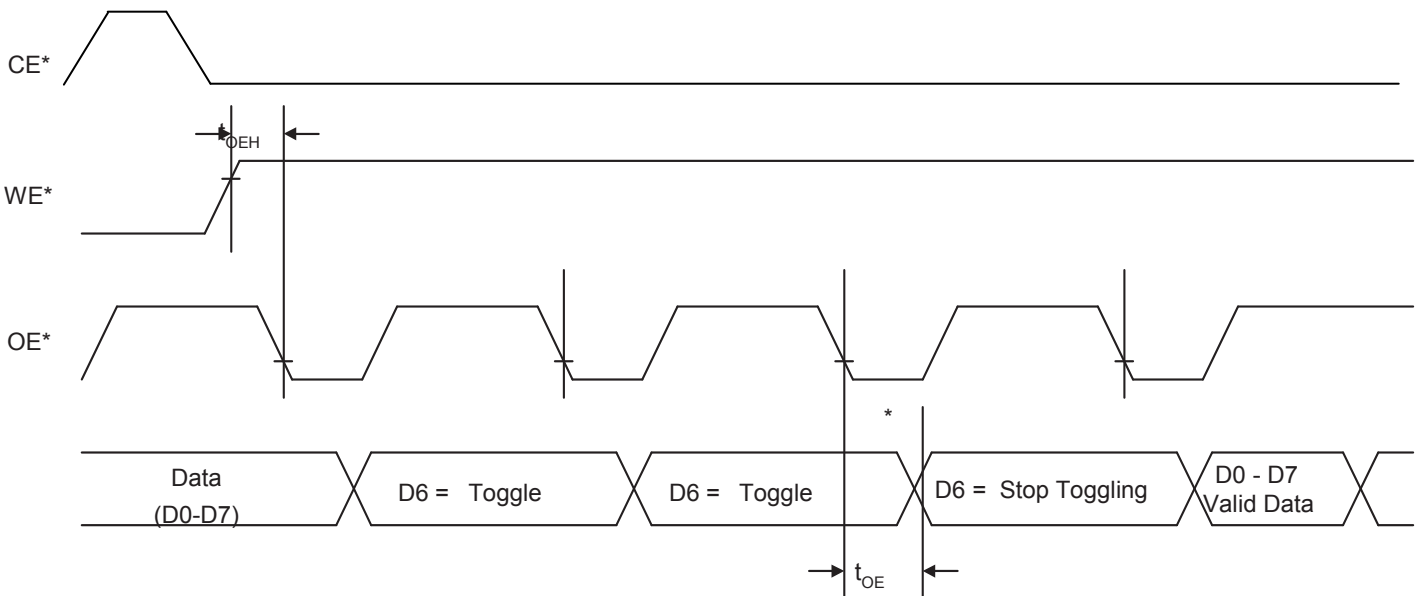 CE*
tOEH
WE*
OE*
*
Data
(D0-D7)
D6 = Toggle
D6 = Toggle
D6 = Stop Toggling
D0 - D7
Valid Data
tOE